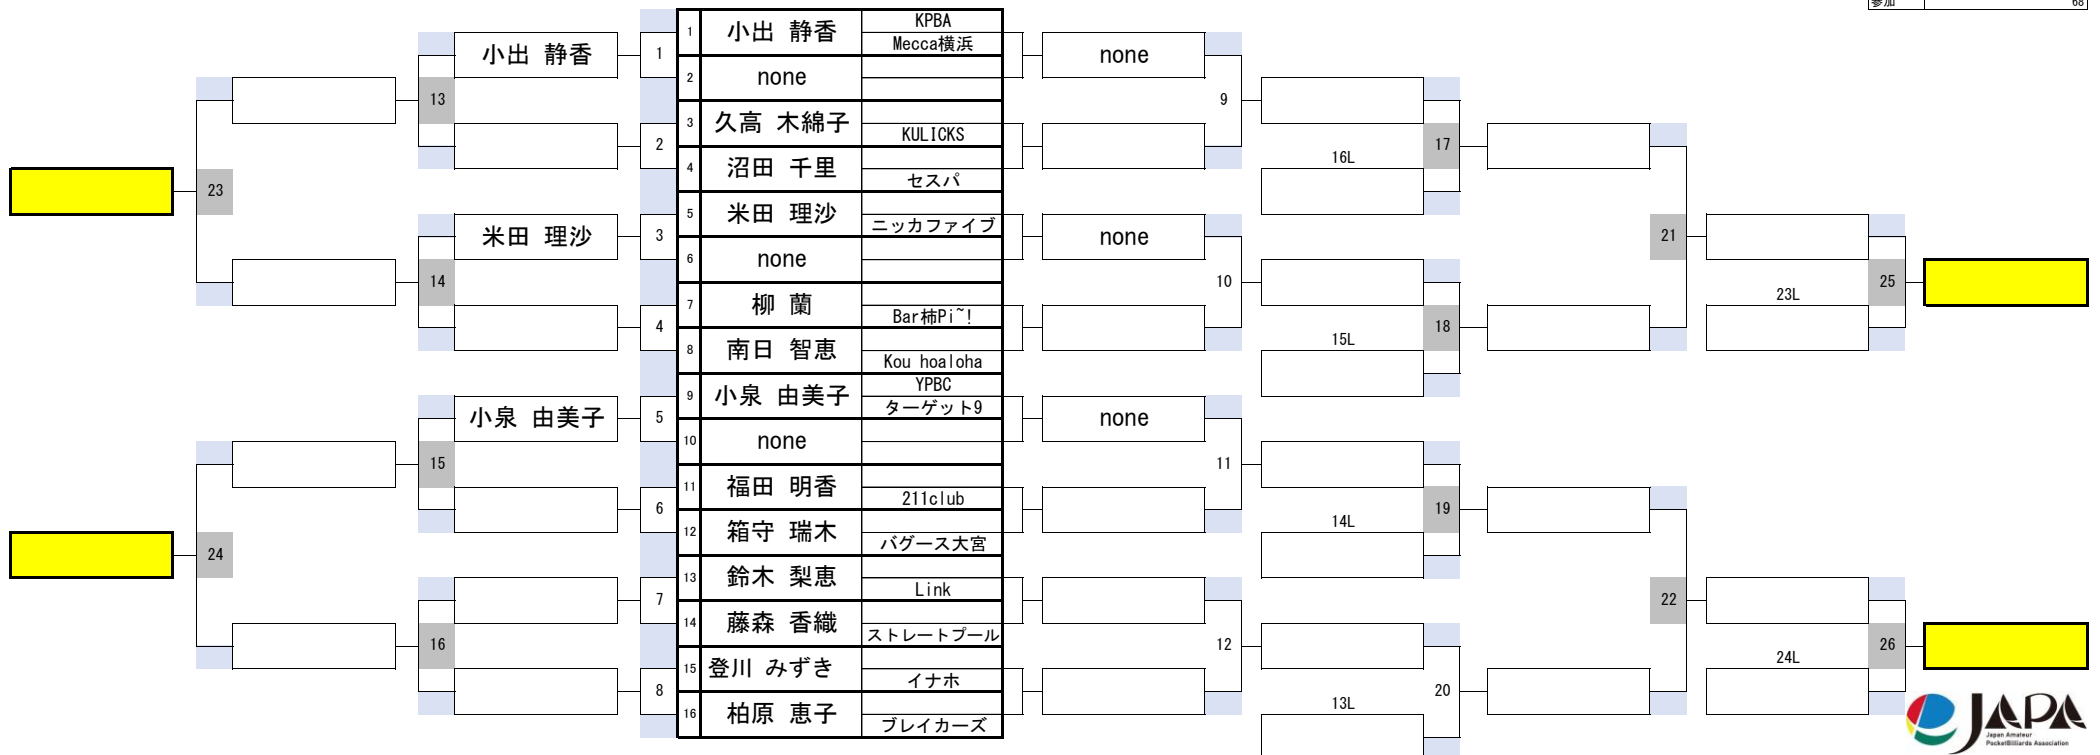 参加 68
1 小出 静香 KPBA
Mecca横浜
小出 静香 1 none
2 none
13 9
3 久高 木綿子 KULICKS
2 16L 17
4 沼田 千里 セスパ
23
5 米田 理沙 ニッカファイブ
米田 理沙 3 none 21
6 none
14 10 25
7 柳 蘭 Bar柿Pi~! 23L
4 15L 18
8 南日 智恵 Kou hoaloha
9 小泉 由美子 YPBC
ターゲット9
小泉 由美子 5 none
10 none
15 11
11 福田 明香 211club
6 14L 19
12 箱守 瑞木 バグース大宮
24
13 鈴木 梨恵 Link
7 22
14 藤森 香織 ストレートプール
16 12 26
15 登川 みずき イナホ 24L
8 13L 20
16 柏原 恵子 ブレイカーズ
JAPA
Japan Amateur
PocketBilliards Association